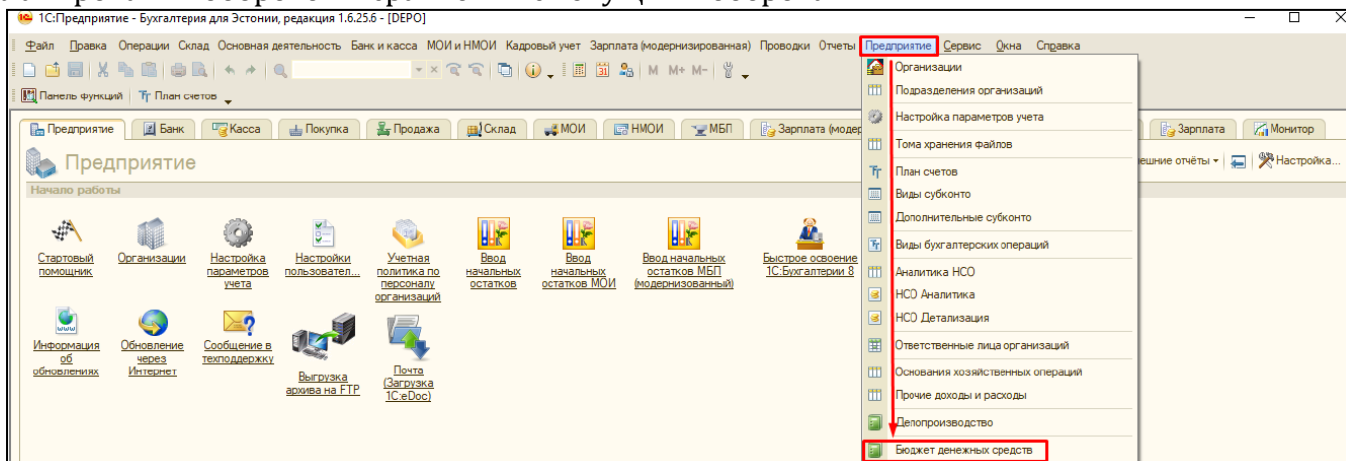 1С:Предприятие - Бухгалтерия для Эстонии, редакция 1.6.25.6 - [DEPO]
Файл Правка Операции Склад Основная деятельность Банк и касса МОИ и НМОИ Кадровый учет Зарплата (модернизированная) Проводки Отчеты Предприятие Сервис Окна Справка
M M+ M-
Панель функций Тг План счетов
Предприятие Банк Касса Покупка Продажа Склад МОИ НМОИ МБП Зарплата (модер Зарплата Монитор
Предприятие
ешние отчёты Настройка...
Начало работы
Стартовый помощник
Организации
Настройка параметров учета
Настройки пользовател...
Учетная политика по персоналу организаций
Ввод начальных остатков
Ввод начальных остатков МОИ
Ввод начальных остатков МБП (модернизованный)
Быстрое освоение 1С:Бухгалтерии 8
Информация об обновлениях
Обновление через Интернет
Сообщение в техподдержку
Выгрузка архива на FTP
Почта (Загрузка 1C:eDoc)
Организации
Подразделения организаций
Настройка параметров учета
Тома хранения файлов
План счетов
Виды субконто
Дополнительные субконто
Виды бухгалтерских операций
Аналитика НСО
НСО Аналитика
НСО Детализация
Ответственные лица организаций
Основания хозяйственных операций
Прочие доходы и расходы
Делопроизводство
Бюджет денежных средств